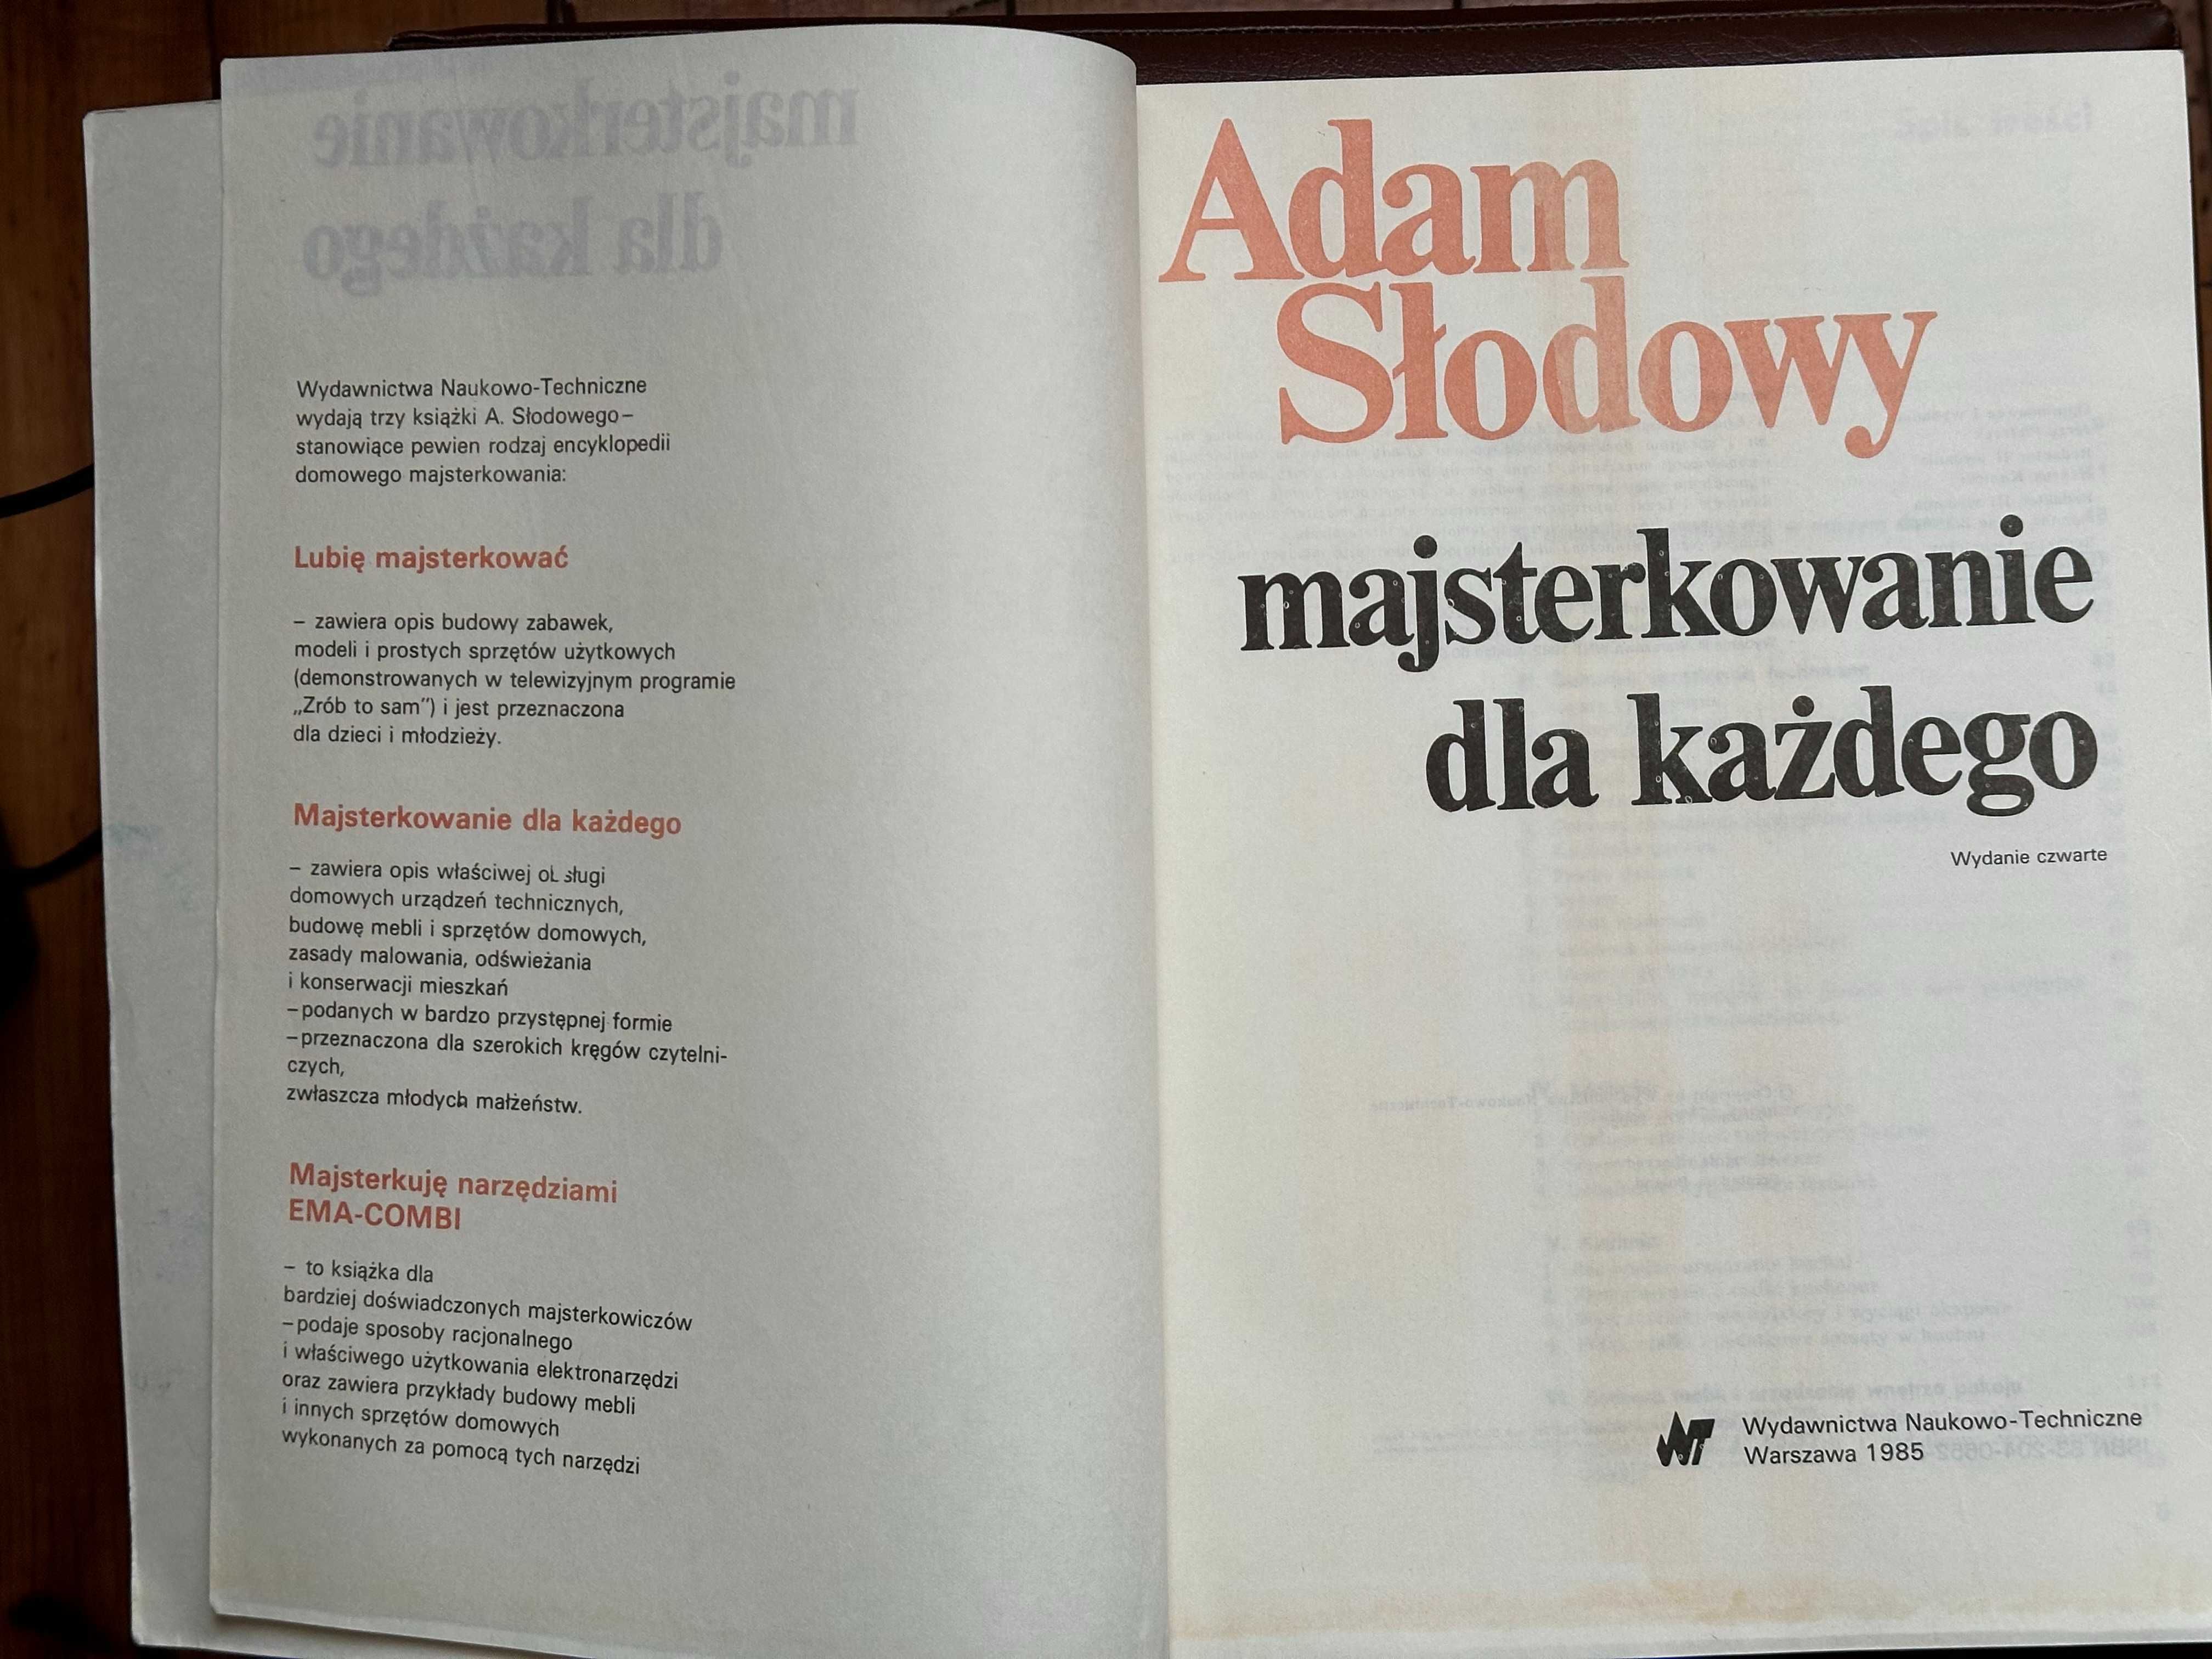 majsterkowanie
dla każdego
Wydawnictwa Naukowo-Techniczne
wydają trzy książki A. Słodowego–
stanowiące pewien rodzaj encyklopedii
domowego majsterkowania:
Lubię majsterkować
– zawiera opis budowy zabawek,
modeli i prostych sprzętów użytkowych
(demonstrowanych w telewizyjnym programie
„Zrób to sam”) i jest przeznaczona
dla dzieci i młodzieży.
Majsterkowanie dla każdego
– zawiera opis właściwej obsługi
domowych urządzeń technicznych,
budowę mebli i sprzętów domowych,
zasady malowania, odświeżania
i konserwacji mieszkań
–podanych w bardzo przystępnej formie
–przeznaczona dla szerokich kręgów czytelni-
czych,
zwłaszcza młodych małżeństw.
Majsterkuję narzędziami
EMA-COMBI
– to książka dla
bardziej doświadczonych majsterkowiczów
–podaje sposoby racjonalnego
i właściwego użytkowania elektronarzędzi
oraz zawiera przykłady budowy mebli
i innych sprzętów domowych
wykonanych za pomocą tych narzędzi
Adam
Słodowy
majsterkowanie
dla każdego
Wydanie czwarte
WNT
Wydawnictwa Naukowo-Techniczne
Warszawa 1985